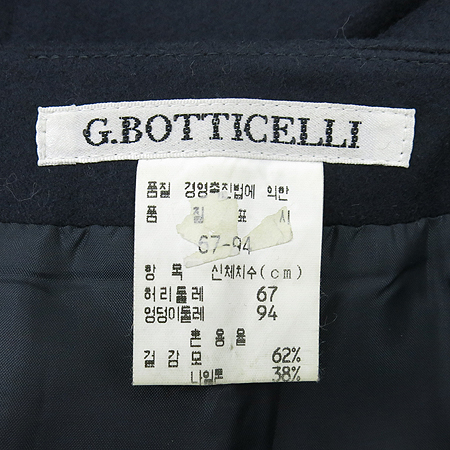 G.BOTTICELLI
품질 경영촉진법에 의한
품 질 표 시
67-94
항 목 신체치수(cm)
허리둘레 67
엉덩이둘레 94
혼 용 율
겉감 모 62%
나일론 38%